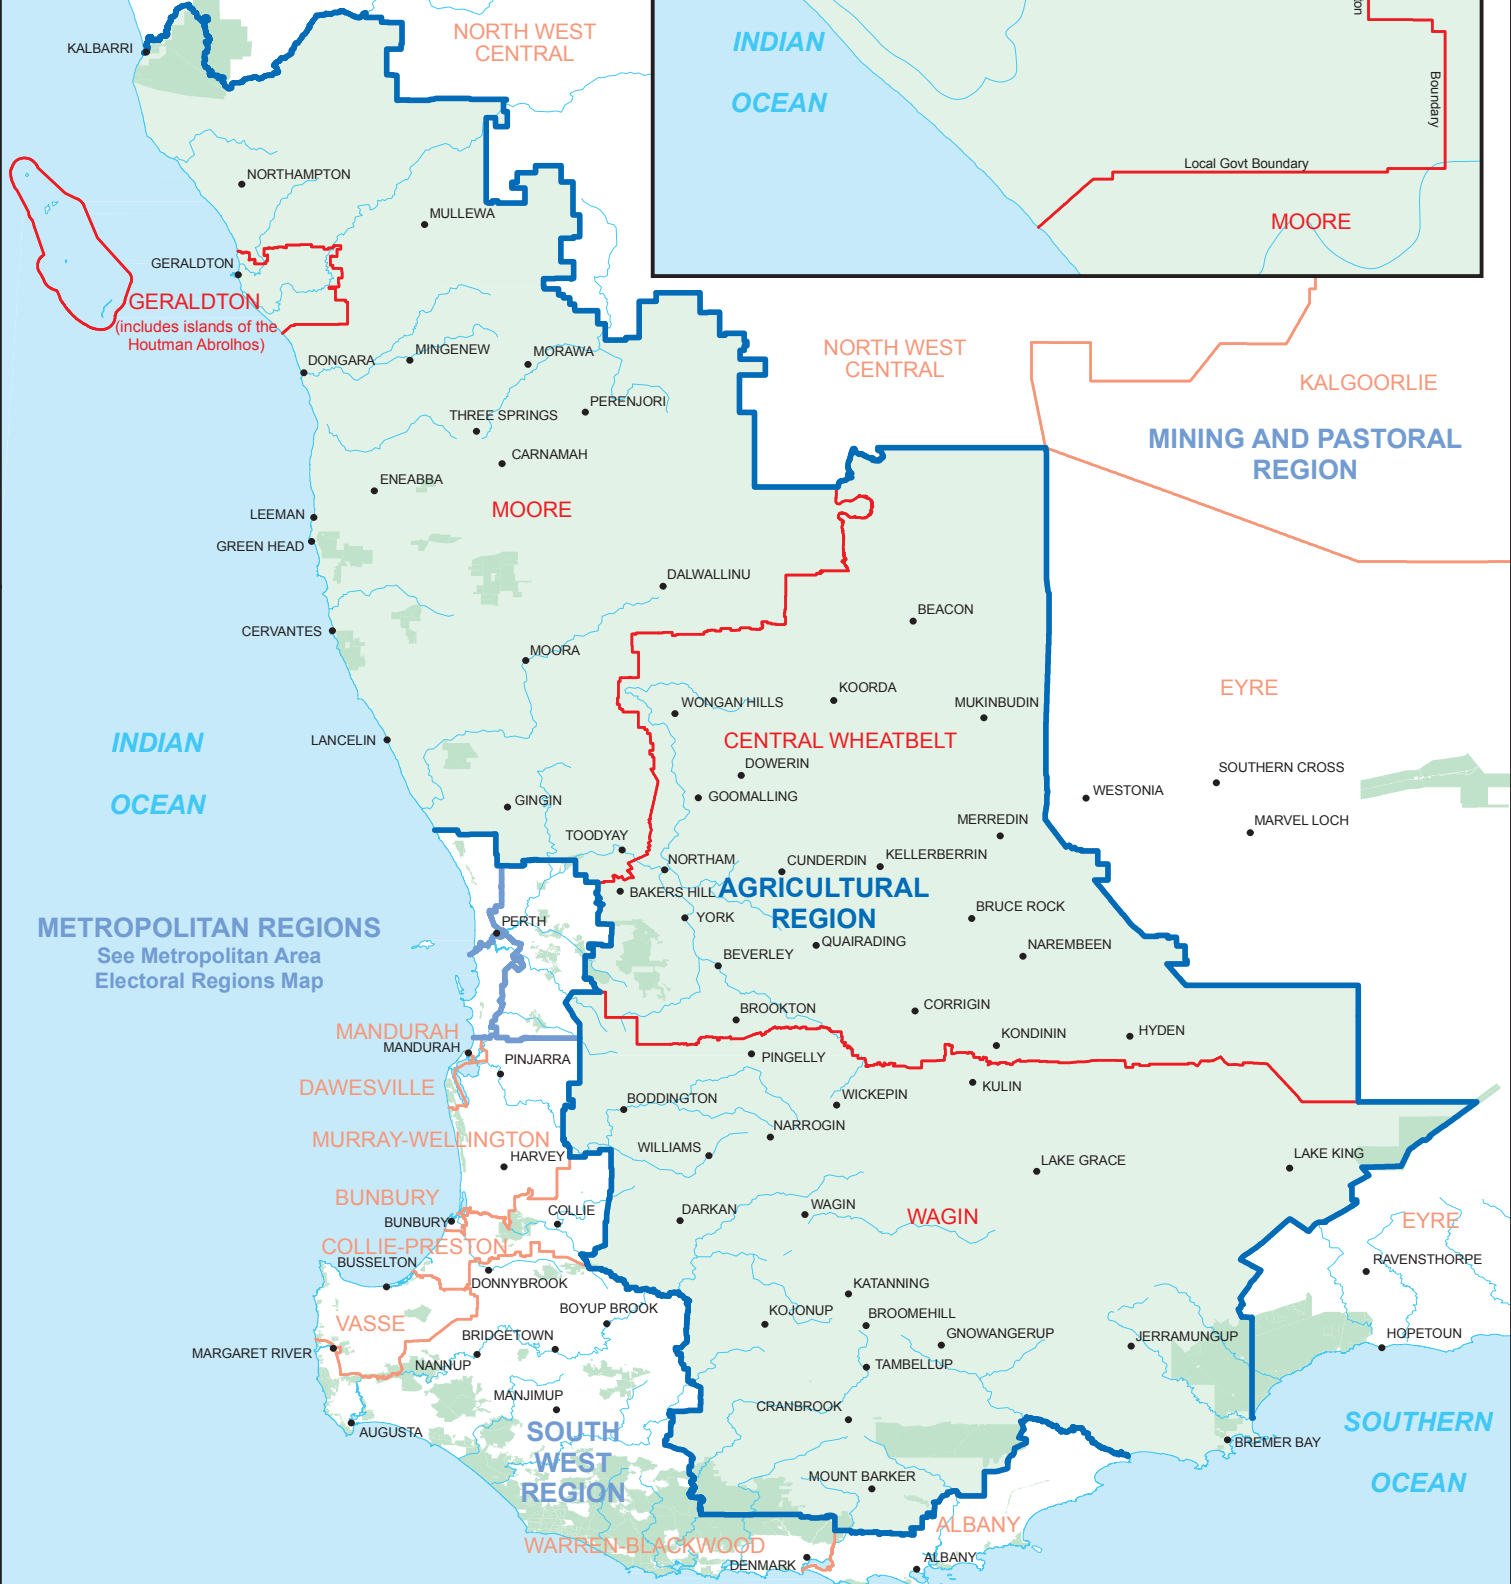 KALBARRI
NORTH WEST
CENTRAL
INDIAN
OCEAN
Boundary
Local Govt Boundary
MOORE
NORTHAMPTON
MULLEWA
GERALDTON
GERALDTON
(includes islands of the
Houtman Abrolhos)
DONGARA
MINGENEW
MORAWA
NORTH WEST
CENTRAL
KALGOORLIE
MINING AND PASTORAL
REGION
PERENJORI
THREE SPRINGS
CARNAMAH
ENEABBA
MOORE
LEEMAN
GREEN HEAD
DALWALLINU
BEACON
CERVANTES
MOORA
KOORDA
WONGAN HILLS
MUKINBUDIN
EYRE
INDIAN
OCEAN
LANCELIN
CENTRAL WHEATBELT
DOWERIN
GOOMALLING
SOUTHERN CROSS
WESTONIA
MARVEL LOCH
GINGIN
TOODYAY
MERREDIN
NORTHAM
CUNDERDIN
KELLERBERRIN
BAKERS HILL
AGRICULTURAL
REGION
YORK
BRUCE ROCK
METROPOLITAN REGIONS
See Metropolitan Area
Electoral Regions Map
PERTH
QUAIRADING
NAREMBEEN
BEVERLEY
BROOKTON
CORRIGIN
KONDININ
HYDEN
MANDURAH
MANDURAH
PINJARRA
PINGELLY
DAWESVILLE
KULIN
BODDINGTON
WICKEPIN
NARROGIN
MURRAY-WELLINGTON
HARVEY
WILLIAMS
LAKE GRACE
LAKE KING
BUNBURY
BUNBURY
COLLIE
DARKAN
WAGIN
WAGIN
EYRE
COLLIE-PRESTON
BUSSELTON
DONNYBROOK
RAVENSTHORPE
BOYUP BROOK
KATANNING
KOJONUP
BROOMEHILL
VASSE
BRIDGETOWN
GNOWANGERUP
JERRAMUNGUP
HOPETOUN
MARGARET RIVER
NANNUP
TAMBELLUP
MANJIMUP
CRANBROOK
AUGUSTA
SOUTH
WEST
REGION
SOUTHERN
OCEAN
BREMER BAY
MOUNT BARKER
ALBANY
WARREN-BLACKWOOD
DENMARK
ALBANY